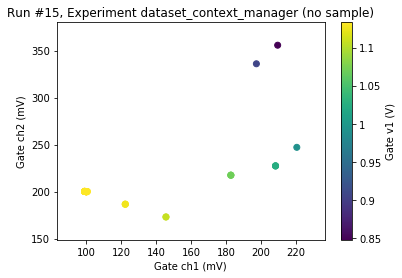 Run #15, Experiment dataset_context_manager (no sample)
Gate ch2 (mV)
350
300
250
200
150
100 120 140 160 180 200 220
Gate ch1 (mV)
1.1
1.05
1
0.95
0.9
0.85
Gate v1 (V)